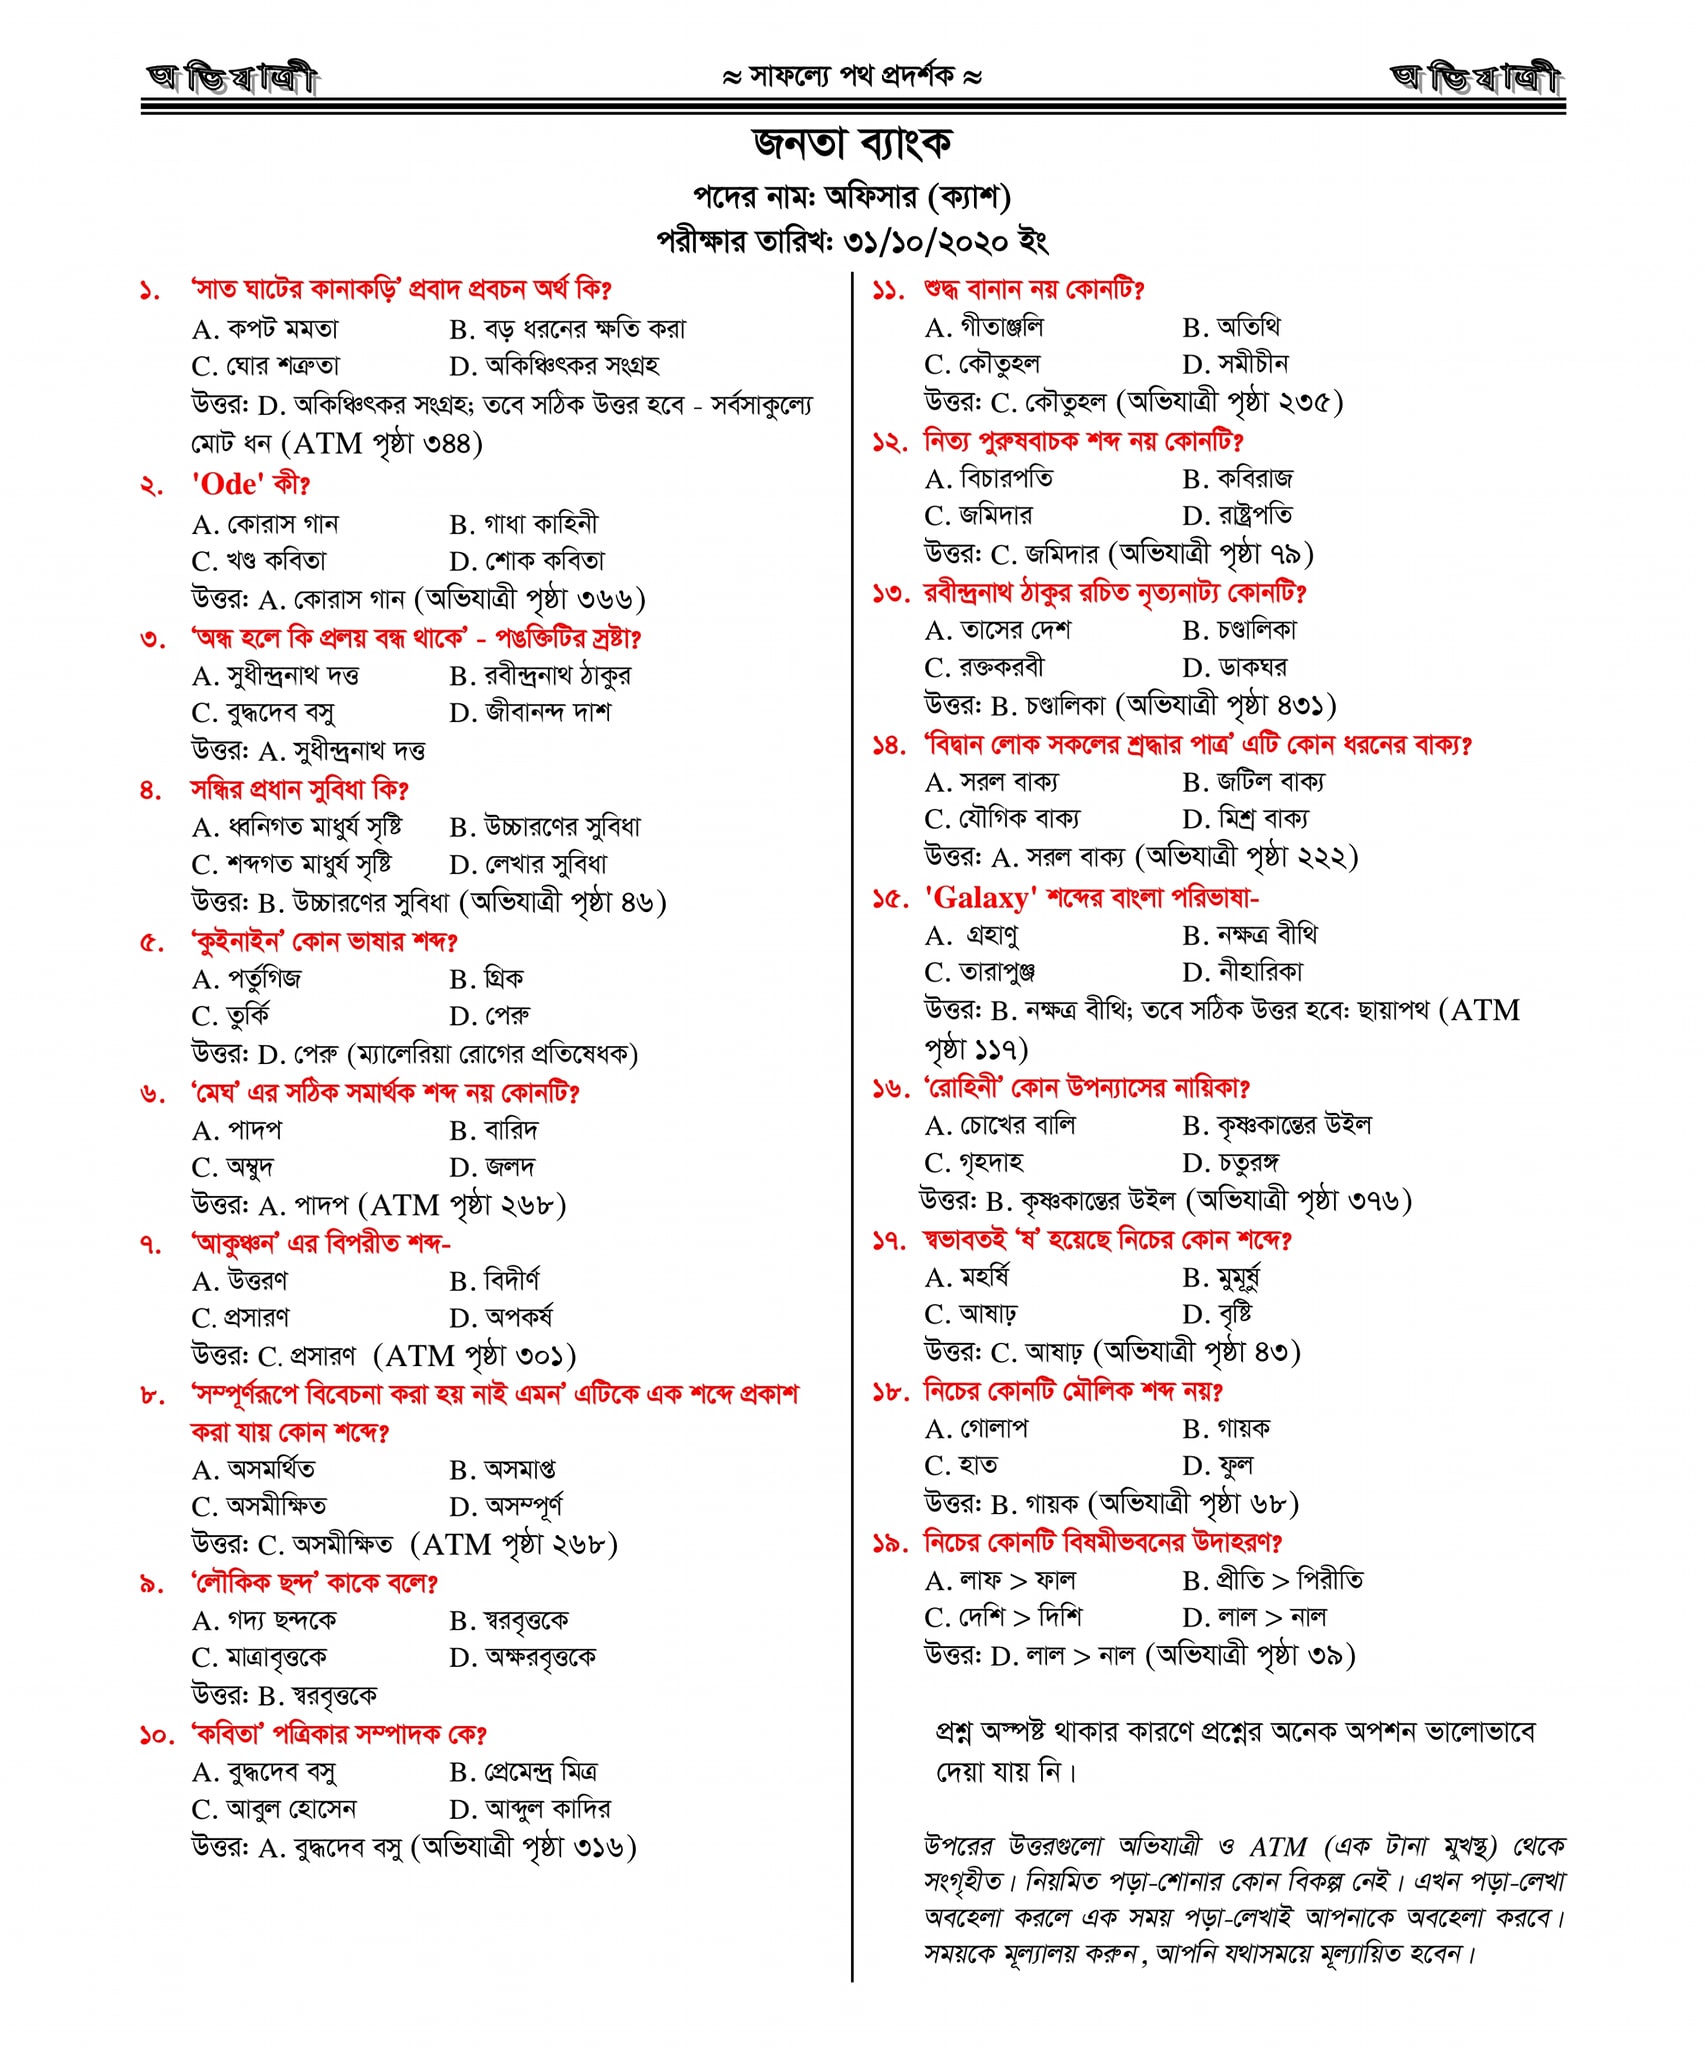 অভিযাত্রী ≈ সাফল্যে পথ প্রদর্শক ≈ অভিযাত্রী
জনতা ব্যাংক
পদের নাম: অফিসার (ক্যাশ)
পরীক্ষার তারিখ: ৩১/১০/২০২০ ইং
১. ‘সাত ঘাটের কানাকড়ি’ প্রবাদ প্রবচন অর্থ কি?
A. কপট মমতা B. বড় ধরনের ক্ষতি করা
C. ঘোর শত্রুতা D. অকিঞ্চিৎকর সংগ্রহ
উত্তর: D. অকিঞ্চিৎকর সংগ্রহ; তবে সঠিক উত্তর হবে - সর্বসাকুল্যে
মোট ধন (ATM পৃষ্ঠা ৩৪৪)
২. 'Ode' কী?
A. কোরাস গান B. গাধা কাহিনী
C. খণ্ড কবিতা D. শোক কবিতা
উত্তর: A. কোরাস গান (অভিযাত্রী পৃষ্ঠা ৩৬৬)
৩. ‘অন্ধ হলে কি প্রলয় বন্ধ থাকে’ - পঙক্তিটির স্রষ্টা?
A. সুধীন্দ্রনাথ দত্ত B. রবীন্দ্রনাথ ঠাকুর
C. বুদ্ধদেব বসু D. জীবানন্দ দাশ
উত্তর: A. সুধীন্দ্রনাথ দত্ত
৪. সন্ধির প্রধান সুবিধা কি?
A. ধ্বনিগত মাধুর্য সৃষ্টি B. উচ্চারণের সুবিধা
C. শব্দগত মাধুর্য সৃষ্টি D. লেখার সুবিধা
উত্তর: B. উচ্চারণের সুবিধা (অভিযাত্রী পৃষ্ঠা ৪৬)
৫. ‘কুইনাইন’ কোন ভাষার শব্দ?
A. পর্তুগিজ B. গ্রিক
C. তুর্কি D. পেরু
উত্তর: D. পেরু (ম্যালেরিয়া রোগের প্রতিষেধক)
৬. ‘মেঘ’ এর সঠিক সমার্থক শব্দ নয় কোনটি?
A. পাদপ B. বারিদ
C. অম্বুদ D. জলদ
উত্তর: A. পাদপ (ATM পৃষ্ঠা ২৬৮)
৭. ‘আকুঞ্চন’ এর বিপরীত শব্দ-
A. উত্তরণ B. বিদীর্ণ
C. প্রসারণ D. অপকর্ষ
উত্তর: C. প্রসারণ (ATM পৃষ্ঠা ৩০১)
৮. ‘সম্পূর্ণরূপে বিবেচনা করা হয় নাই এমন’ এটিকে এক শব্দে প্রকাশ
করা যায় কোন শব্দে?
A. অসমর্থিত B. অসমাপ্ত
C. অসমীক্ষিত D. অসম্পূর্ণ
উত্তর: C. অসমীক্ষিত (ATM পৃষ্ঠা ২৬৮)
৯. ‘লৌকিক ছন্দ’ কাকে বলে?
A. গদ্য ছন্দকে B. স্বরবৃত্তকে
C. মাত্রাবৃত্তকে D. অক্ষরবৃত্তকে
উত্তর: B. স্বরবৃত্তকে
১০. ‘কবিতা’ পত্রিকার সম্পাদক কে?
A. বুদ্ধদেব বসু B. প্রেমেন্দ্র মিত্র
C. আবুল হোসেন D. আব্দুল কাদির
উত্তর: A. বুদ্ধদেব বসু (অভিযাত্রী পৃষ্ঠা ৩১৬)
১১. শুদ্ধ বানান নয় কোনটি?
A. গীতাঞ্জলি B. অতিথি
C. কৌতুহল D. সমীচীন
উত্তর: C. কৌতুহল (অভিযাত্রী পৃষ্ঠা ২৩৫)
১২. নিত্য পুরুষবাচক শব্দ নয় কোনটি?
A. বিচারপতি B. কবিরাজ
C. জমিদার D. রাষ্ট্রপতি
উত্তর: C. জমিদার (অভিযাত্রী পৃষ্ঠা ৭৯)
১৩. রবীন্দ্রনাথ ঠাকুর রচিত নৃত্যনাট্য কোনটি?
A. তাসের দেশ B. চণ্ডালিকা
C. রক্তকরবী D. ডাকঘর
উত্তর: B. চণ্ডালিকা (অভিযাত্রী পৃষ্ঠা ৪৩১)
১৪. ‘বিদ্বান লোক সকলের শ্রদ্ধার পাত্র’ এটি কোন ধরনের বাক্য?
A. সরল বাক্য B. জটিল বাক্য
C. যৌগিক বাক্য D. মিশ্র বাক্য
উত্তর: A. সরল বাক্য (অভিযাত্রী পৃষ্ঠা ২২২)
১৫. 'Galaxy' শব্দের বাংলা পরিভাষা-
A. গ্রহাণু B. নক্ষত্র বীথি
C. তারাপুঞ্জ D. নীহারিকা
উত্তর: B. নক্ষত্র বীথি; তবে সঠিক উত্তর হবে: ছায়াপথ (ATM
পৃষ্ঠা ১১৭)
১৬. ‘রোহিনী’ কোন উপন্যাসের নায়িকা?
A. চোখের বালি B. কৃষ্ণকান্তের উইল
C. গৃহদাহ D. চতুরঙ্গ
উত্তর: B. কৃষ্ণকান্তের উইল (অভিযাত্রী পৃষ্ঠা ৩৭৬)
১৭. স্বভাবতই ‘ষ’ হয়েছে নিচের কোন শব্দে?
A. মহর্ষি B. মুমূর্ষু
C. আষাঢ় D. বৃষ্টি
উত্তর: C. আষাঢ় (অভিযাত্রী পৃষ্ঠা ৪৩)
১৮. নিচের কোনটি মৌলিক শব্দ নয়?
A. গোলাপ B. গায়ক
C. হাত D. ফুল
উত্তর: B. গায়ক (অভিযাত্রী পৃষ্ঠা ৬৮)
১৯. নিচের কোনটি বিষমীভবনের উদাহরণ?
A. লাফ > ফাল B. প্রীতি > পিরীতি
C. দেশি > দিশি D. লাল > নাল
উত্তর: D. লাল > নাল (অভিযাত্রী পৃষ্ঠা ৩৯)
প্রশ্ন অস্পষ্ট থাকার কারণে প্রশ্নের অনেক অপশন ভালোভাবে
দেয়া যায় নি।
উপরের উত্তরগুলো অভিযাত্রী ও ATM (এক টানা মুখস্থ) থেকে
সংগৃহীত। নিয়মিত পড়া-শোনার কোন বিকল্প নেই। এখন পড়া-লেখা
অবহেলা করলে এক সময় পড়া-লেখাই আপনাকে অবহেলা করবে।
সময়কে মূল্যালয় করুন, আপনি যথাসময়ে মূল্যায়িত হবেন।